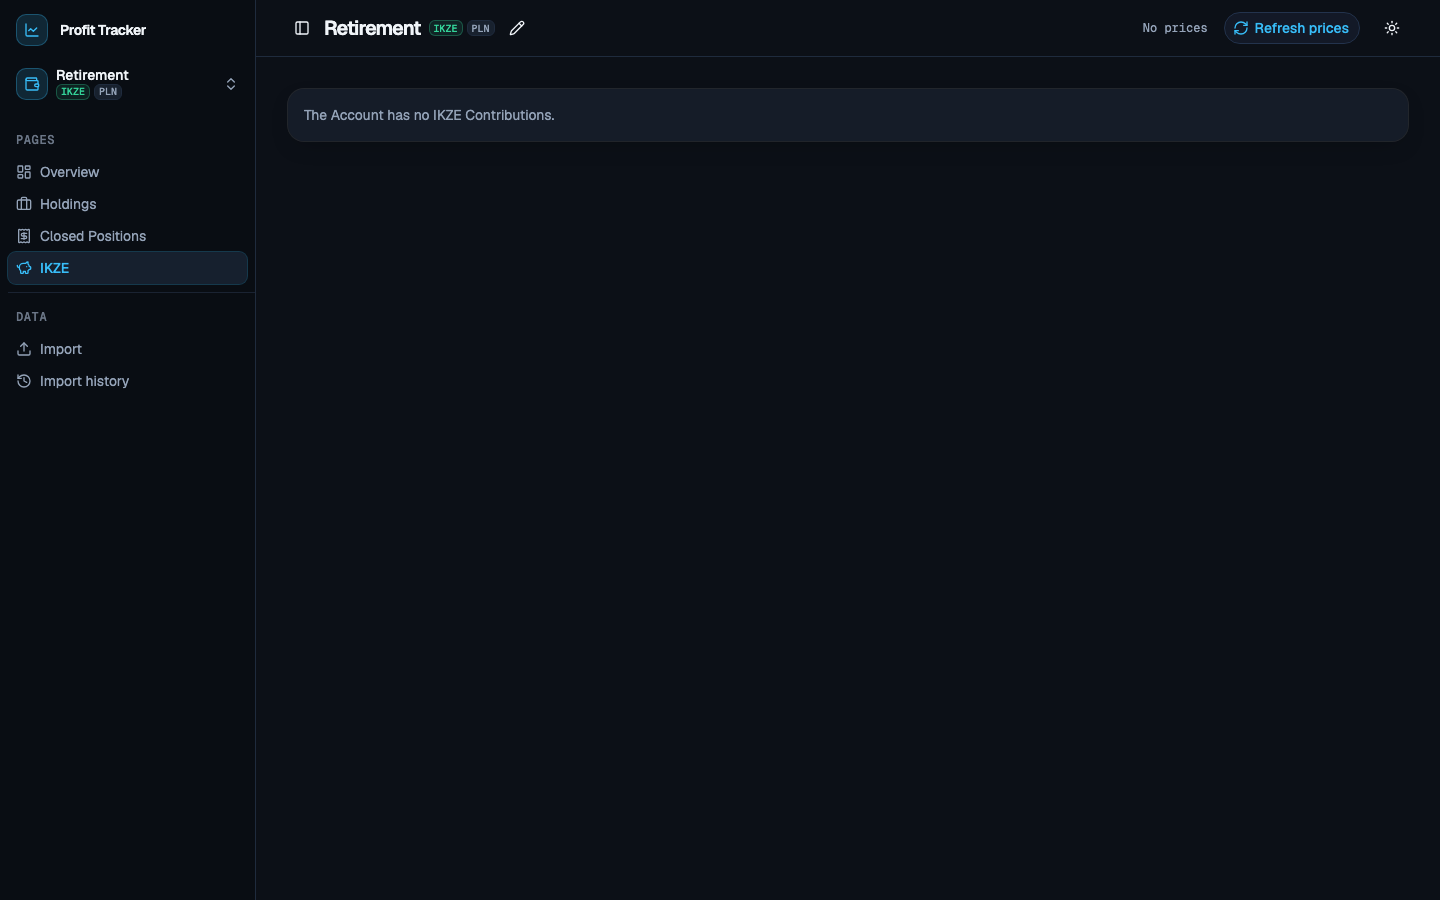 Profit Tracker
Retirement
IKZE PLN
PAGES
Overview
Holdings
Closed Positions
IKZE
DATA
Import
Import history
Retirement IKZE PLN
No prices
Refresh prices
The Account has no IKZE Contributions.